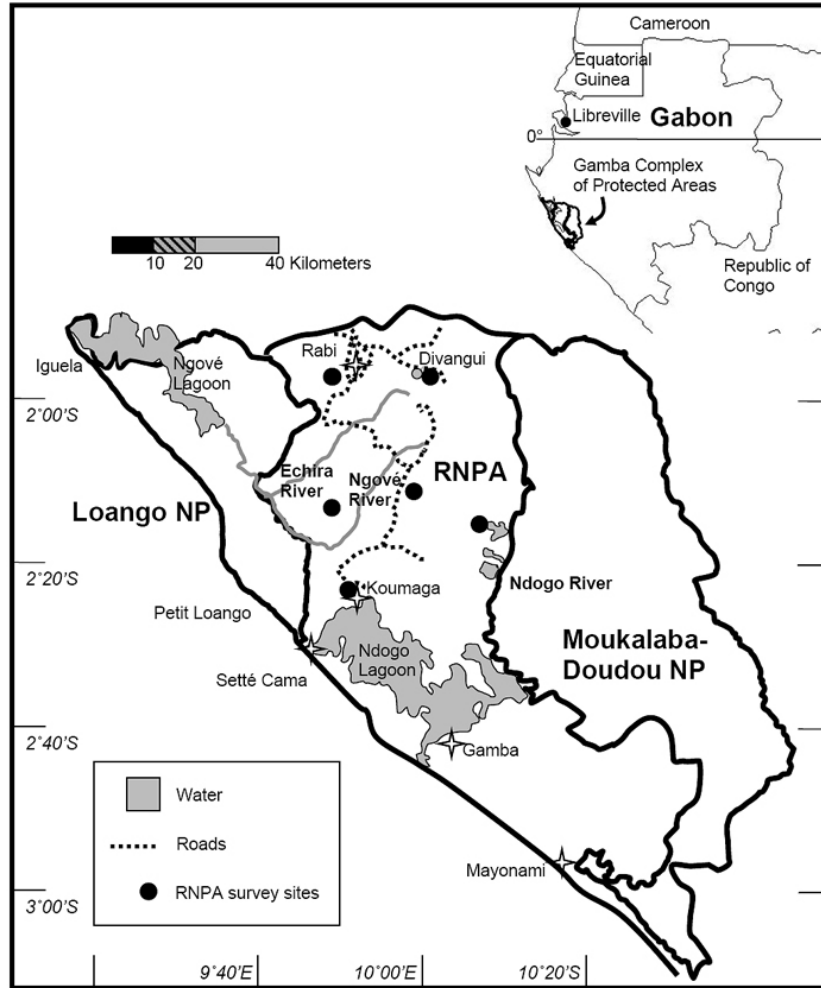 Cameroon
Equatorial
Guinea
Libreville
Gabon
0°
Gamba Complex
of Protected Areas
Republic of
Congo
10 20 40 Kilometers
Iguela
Ngové
Lagoon
Rabi
Divangui
2°00'S
Echira
River
Ngové
River
RNPA
Loango NP
2°20'S
Koumaga
Ndogo River
Petit Loango
Moukalaba-
Doudou NP
Ndogo
Lagoon
Setté Cama
2°40'S
Gamba
Water
Roads
RNPA survey sites
Mayonami
3°00'S
9°40'E
10°00'E
10°20'S